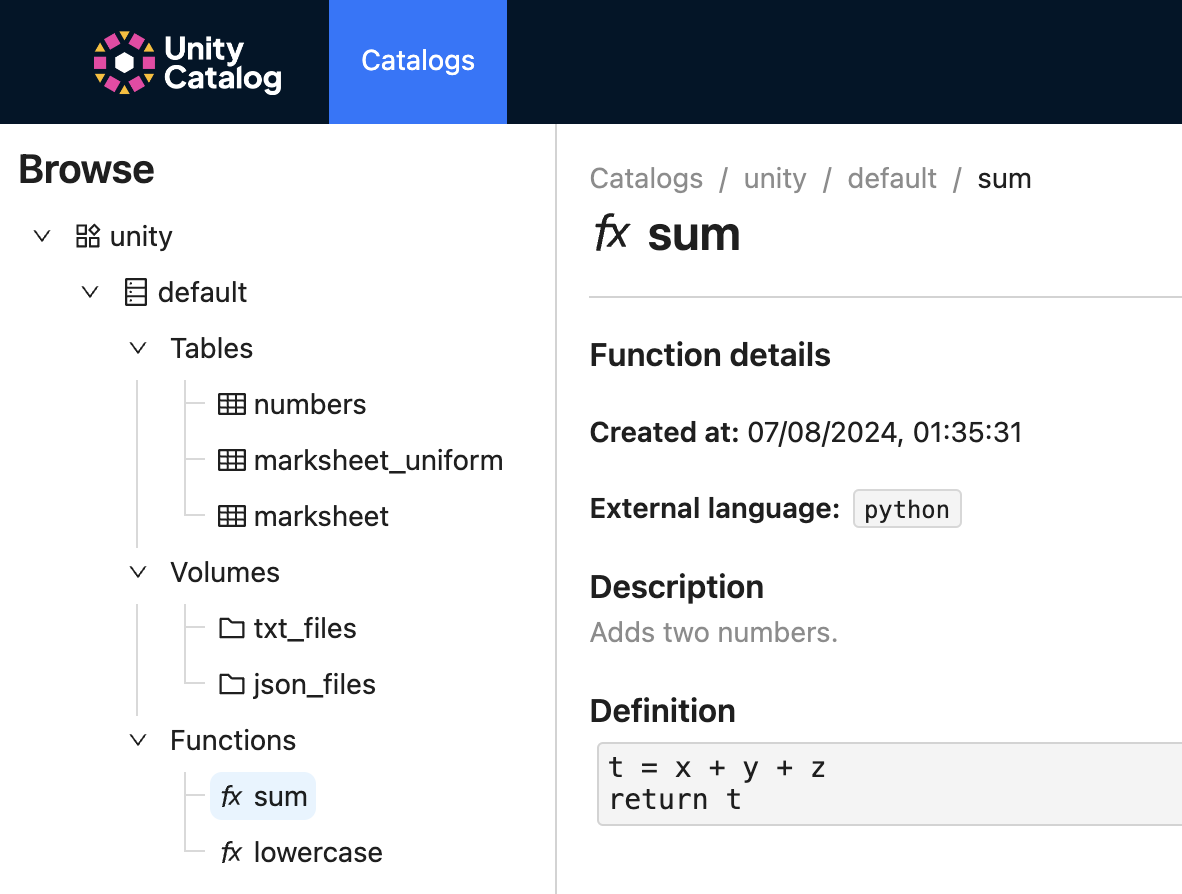 Unity
Catalog
Catalogs
Browse
unity
default
Tables
numbers
marksheet_uniform
marksheet
Volumes
txt_files
json_files
Functions
fx sum
fx lowercase
Catalogs / unity / default / sum
fx sum
Function details
Created at: 07/08/2024, 01:35:31
External language: python
Description
Adds two numbers.
Definition
t = x + y + z
return t